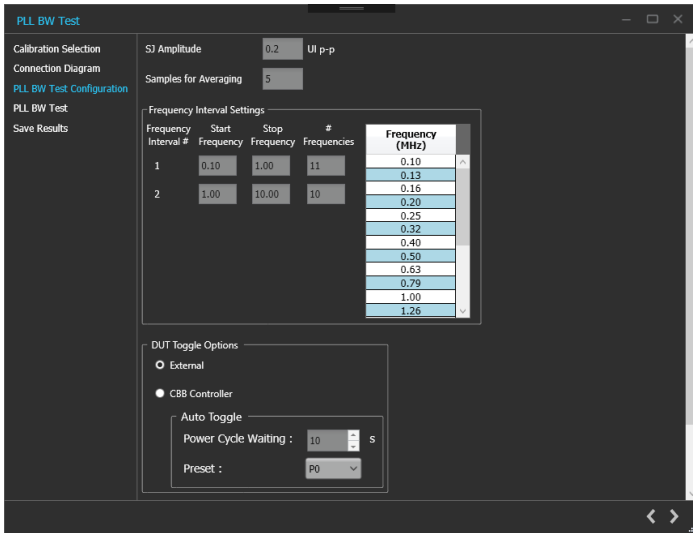 PLL BW Test
Calibration Selection
Connection Diagram
PLL BW Test Configuration
PLL BW Test
Save Results
SJ Amplitude 0.2 UI p-p
Samples for Averaging 5
Frequency Interval Settings
Frequency Start Stop #
Interval # Frequency Frequency Frequencies
1 0.10 1.00 11
2 1.00 10.00 10
Frequency
(MHz)
0.10
0.13
0.16
0.20
0.25
0.32
0.40
0.50
0.63
0.79
1.00
1.26
DUT Toggle Options
External
CBB Controller
Auto Toggle
Power Cycle Waiting : 10 s
Preset : P0